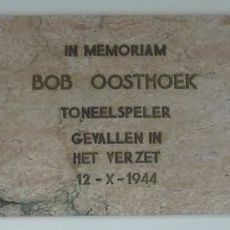 IN MEMORIAM
BOB OOSTHOEK
TONEELSPELER
GEVALLEN IN
HET VERZET
12-X-1944